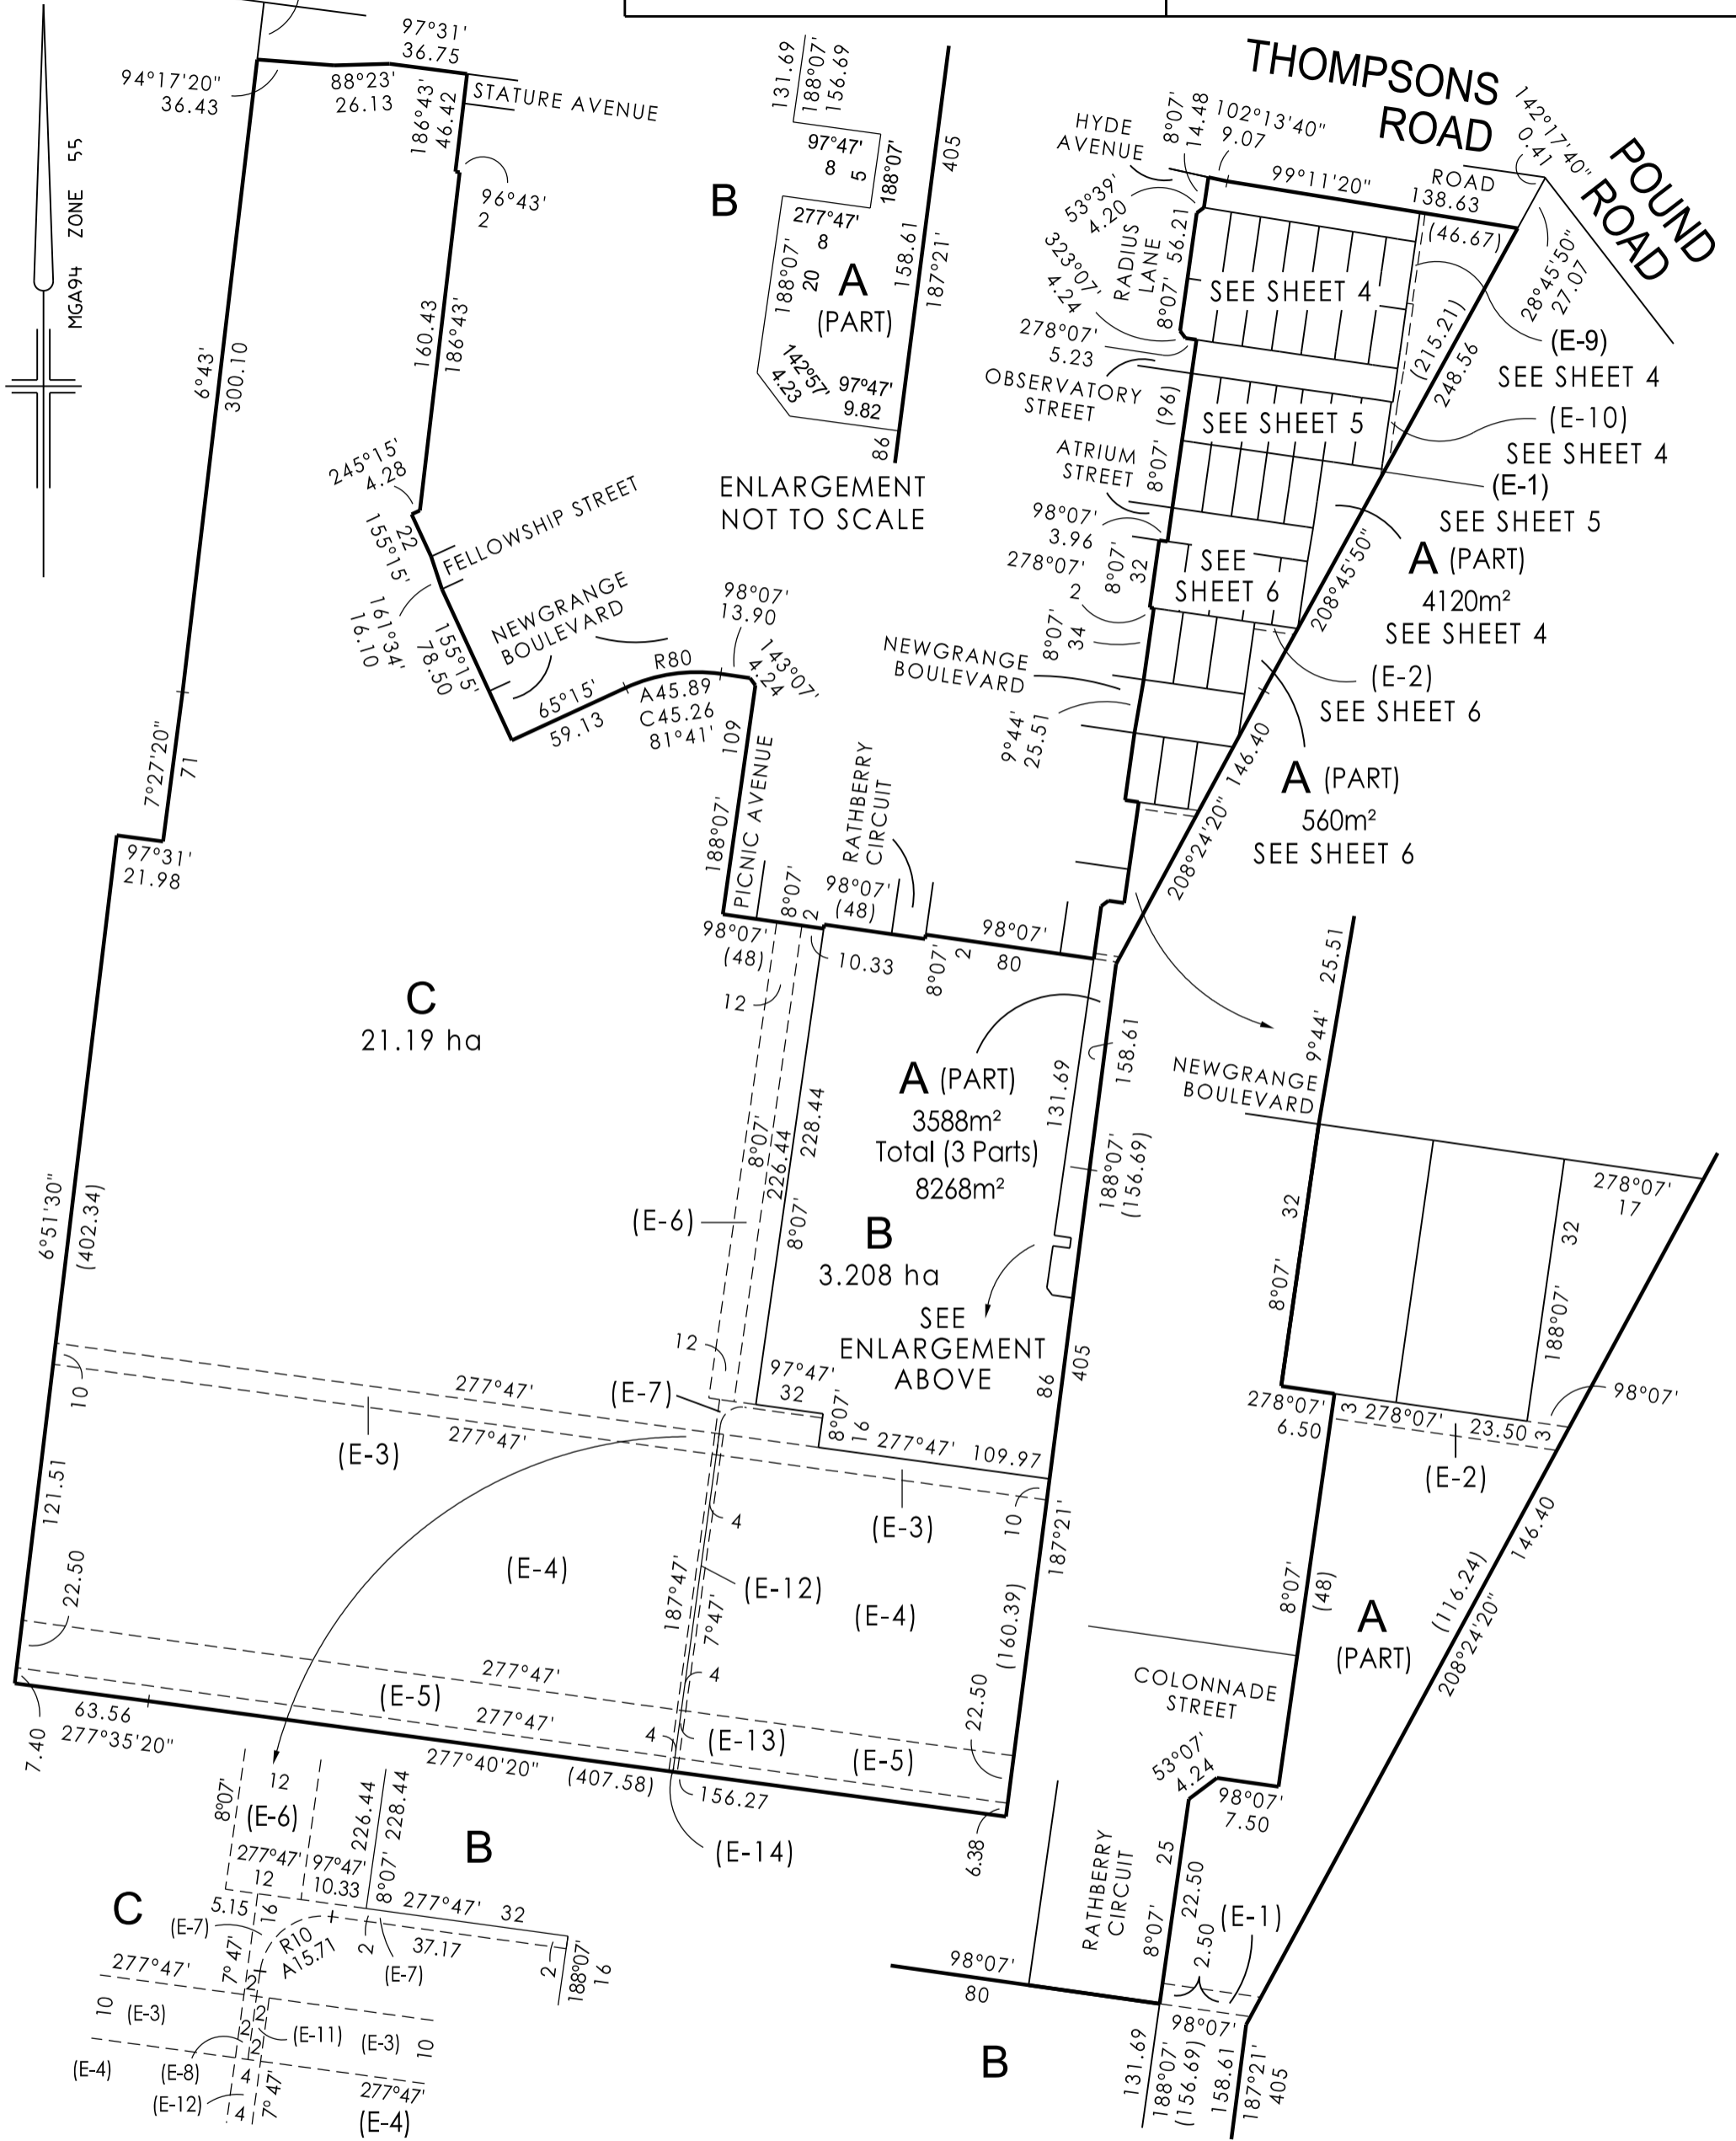 MGA94 ZONE 55
97°31'
36.75
94°17'20"
36.43
88°23'
26.13
186°43'
46.42
STATURE AVENUE
96°43'
2
160.43
186°43'
6°43'
300.10
245°15'
4.28
22
155°15'
FELLOWSHIP STREET
161°34'
16.10
155°15'
78.50
NEWGRANGE
BOULEVARD
65°15'
59.13
R80
A45.89
C45.26
81°41'
98°07'
13.90
143°07'
4.24
109
188°07'
PICNIC AVENUE
7°27'20"
71
97°31'
21.98
B
131.69
188°07'
156.69
97°47'
8
5
188°07'
277°47'
8
188°07'
20
A
(PART)
142°57'
4.23
97°47'
9.82
86
405
158.61
187°21'
ENLARGEMENT
NOT TO SCALE
THOMPSONS
ROAD
POUND
ROAD
142°17'40"
0.41
HYDE
AVENUE
8°07'
14.48
102°13'40"
9.07
99°11'20"
138.63
ROAD
(46.67)
28°45'50"
27.07
53°39'
4.20
RADIUS
LANE
8°07' 56.21
323°07'
4.24
278°07'
5.23
OBSERVATORY
STREET
8°07' (96)
ATRIUM
STREET
98°07'
3.96
278°07'
2
8°07'
32
8°07'
34
NEWGRANGE
BOULEVARD
9°44'
25.51
SEE SHEET 4
SEE SHEET 5
SEE
SHEET 6
(215.21)
248.56
208°45'50"
(E-9)
SEE SHEET 4
(E-10)
SEE SHEET 4
(E-1)
SEE SHEET 5
A (PART)
4120m²
SEE SHEET 4
(E-2)
SEE SHEET 6
A (PART)
560m²
SEE SHEET 6
208°24'20" 146.40
RATHBERRY
CIRCUIT
98°07'
(48)
8°07'
2
98°07'
(48)
10.33
12
8°07'
2
98°07'
80
C
21.19 ha
A (PART)
3588m²
Total (3 Parts)
8268m²
B
3.208 ha
SEE
ENLARGEMENT
ABOVE
8°07'
226.44
8°07'
228.44
131.69
158.61
188°07'
(156.69)
6°51'30"
(402.34)
(E-6)
12
(E-7)
97°47'
32
8°07'
16
277°47' 109.97
86
405
10
277°47'
277°47'
(E-3)
(E-3)
10
187°21'
(160.39)
121.51
22.50
(E-4)
(E-4)
4
(E-12)
187°47'
7°47'
4
277°47'
277°47'
(E-5)
4
(E-13)
(E-5)
22.50
7.40
63.56
277°35'20"
277°40'20" (407.58)
156.27
(E-14)
6.38
8°07'
12
(E-6)
226.44
8°07' 228.44
B
277°47'
12
97°47'
10.33
277°47' 32
C
5.15
16
(E-7)
R10
A15.71
2
37.17
(E-7)
2
188°07'
16
277°47'
7°47'
2
10
(E-3)
2
2
2
(E-11)
(E-3)
10
(E-4)
(E-8)
4
(E-12)
4
7°47'
277°47'
(E-4)
25.51
9°44'
NEWGRANGE
BOULEVARD
32
8°07'
278°07'
17
32
188°07'
98°07'
278°07'
6.50
3
278°07' 23.50
3
(E-2)
146.40
(116.24)
208°24'20"
8°07'
(48)
A
(PART)
COLONNADE
STREET
53°07'
4.24
98°07'
7.50
RATHBERRY
CIRCUIT
25
8°07'
22.50
2.50
(E-1)
98°07'
80
98°07'
B
131.69
188°07'
(156.69)
158.61
187°21'
405